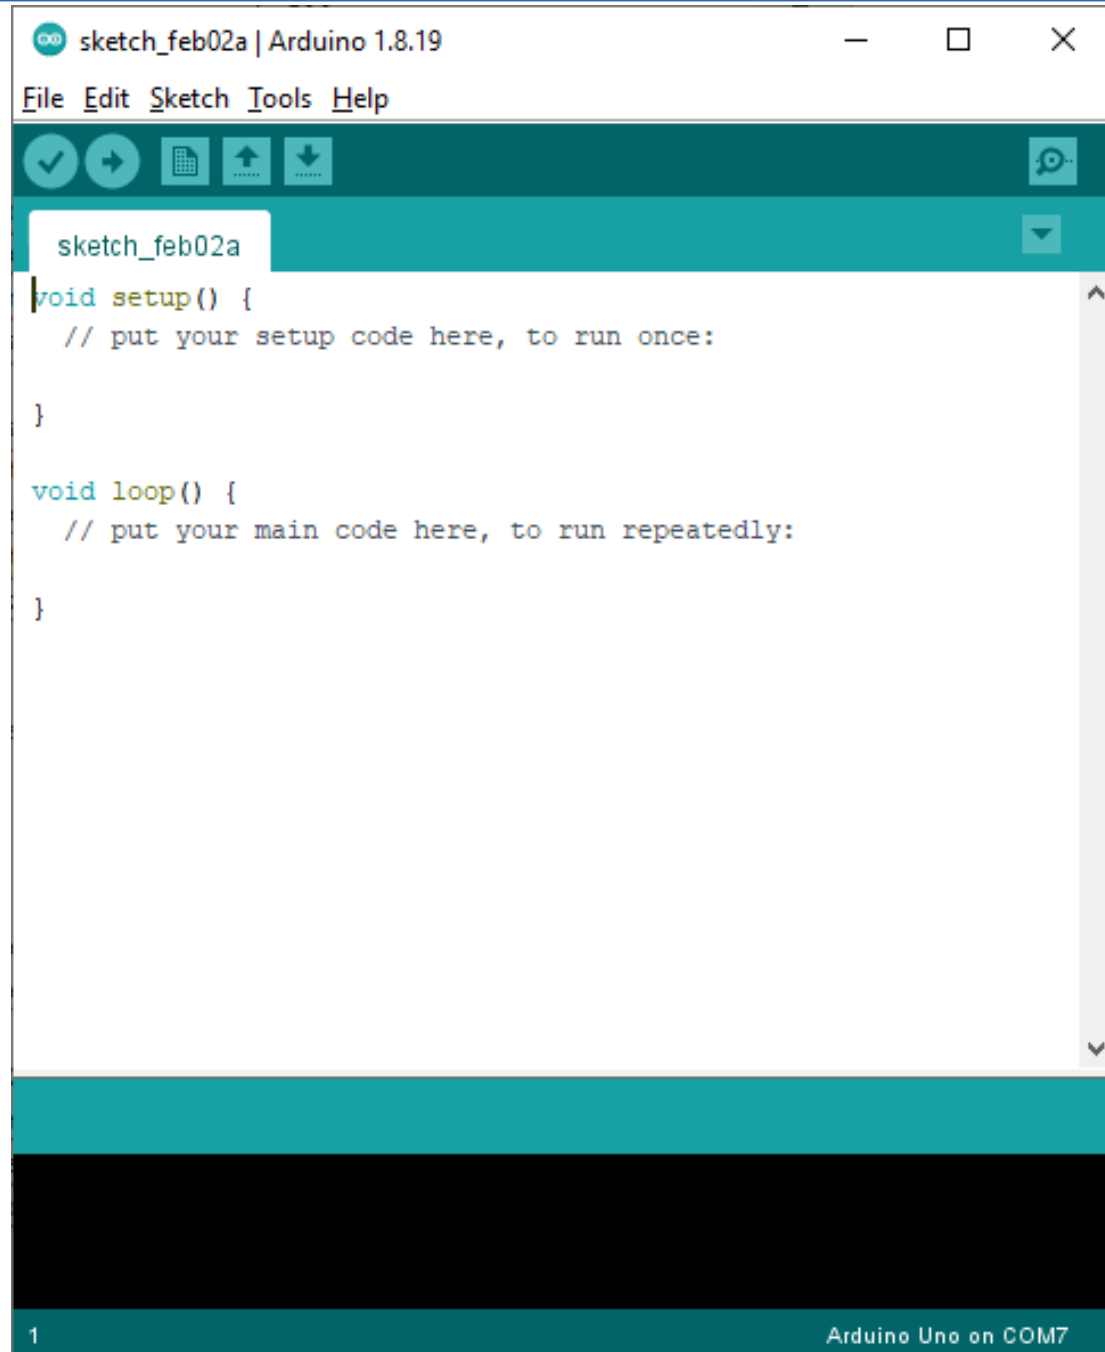 sketch_feb02a | Arduino 1.8.19
File Edit Sketch Tools Help
sketch_feb02a
void setup() {
  // put your setup code here, to run once:
}
void loop() {
  // put your main code here, to run repeatedly:
}
1
Arduino Uno on COM7